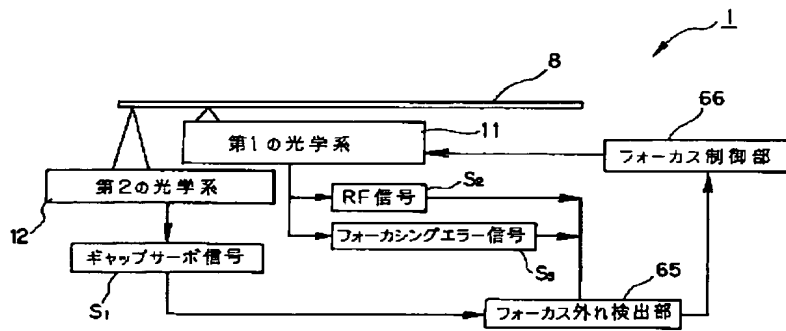 1
8
66
11
第1の光学系
フォーカス制御部
第2の光学系
S2
RF信号
12
フォーカシングエラー信号
ギャップサーボ信号
S3
65
S1
フォーカス外れ検出部